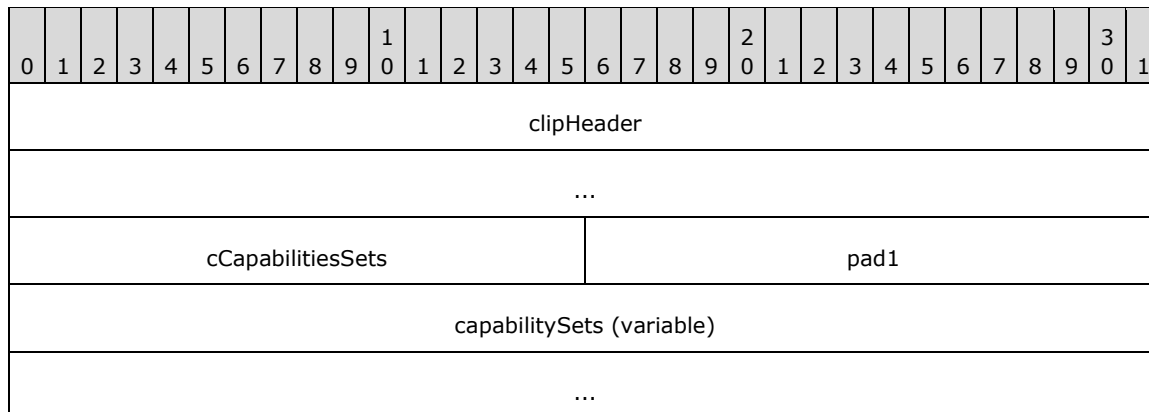 1 2 3
0 1 2 3 4 5 6 7 8 9 0 1 2 3 4 5 6 7 8 9 0 1 2 3 4 5 6 7 8 9 0 1
clipHeader
...
cCapabilitiesSets pad1
capabilitySets (variable)
...